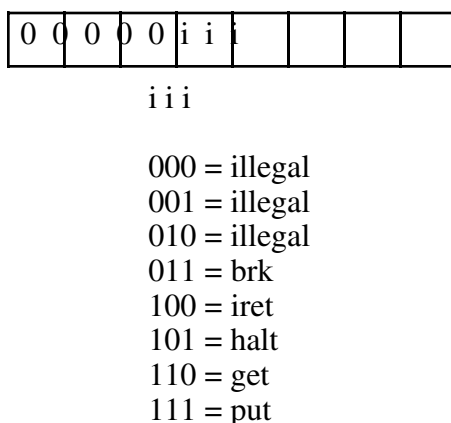 0 0 0 0 0 i i i
i i i
000 = illegal
001 = illegal
010 = illegal
011 = brk
100 = iret
101 = halt
110 = get
111 = put